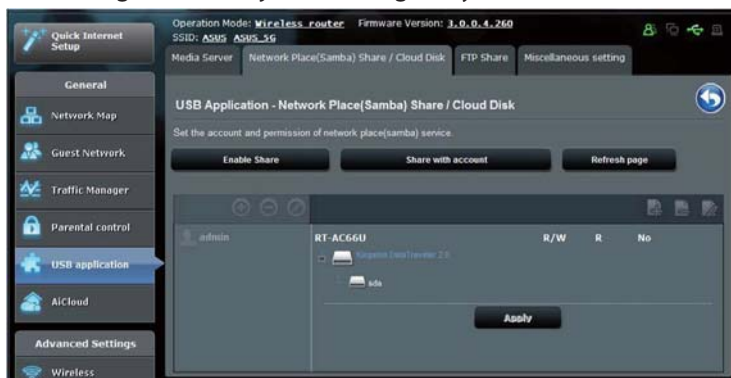 Quick Internet Setup
Operation Mode: Wireless router Firmware Version: 3.0.0.4.260
SSID: ASUS ASUS_5G
Media Server
Network Place(Samba) Share / Cloud Disk
FTP Share
Miscellaneous setting
General
Network Map
Guest Network
Traffic Manager
Parental control
USB application
AiCloud
Advanced Settings
Wireless
USB Application - Network Place(Samba) Share / Cloud Disk
Set the account and permission of network place(samba) service.
Enable Share
Share with account
Refresh page
admin
RT-AC66U
R/W
R
No
Kingston DataTraveler 2.0
sda
Apply